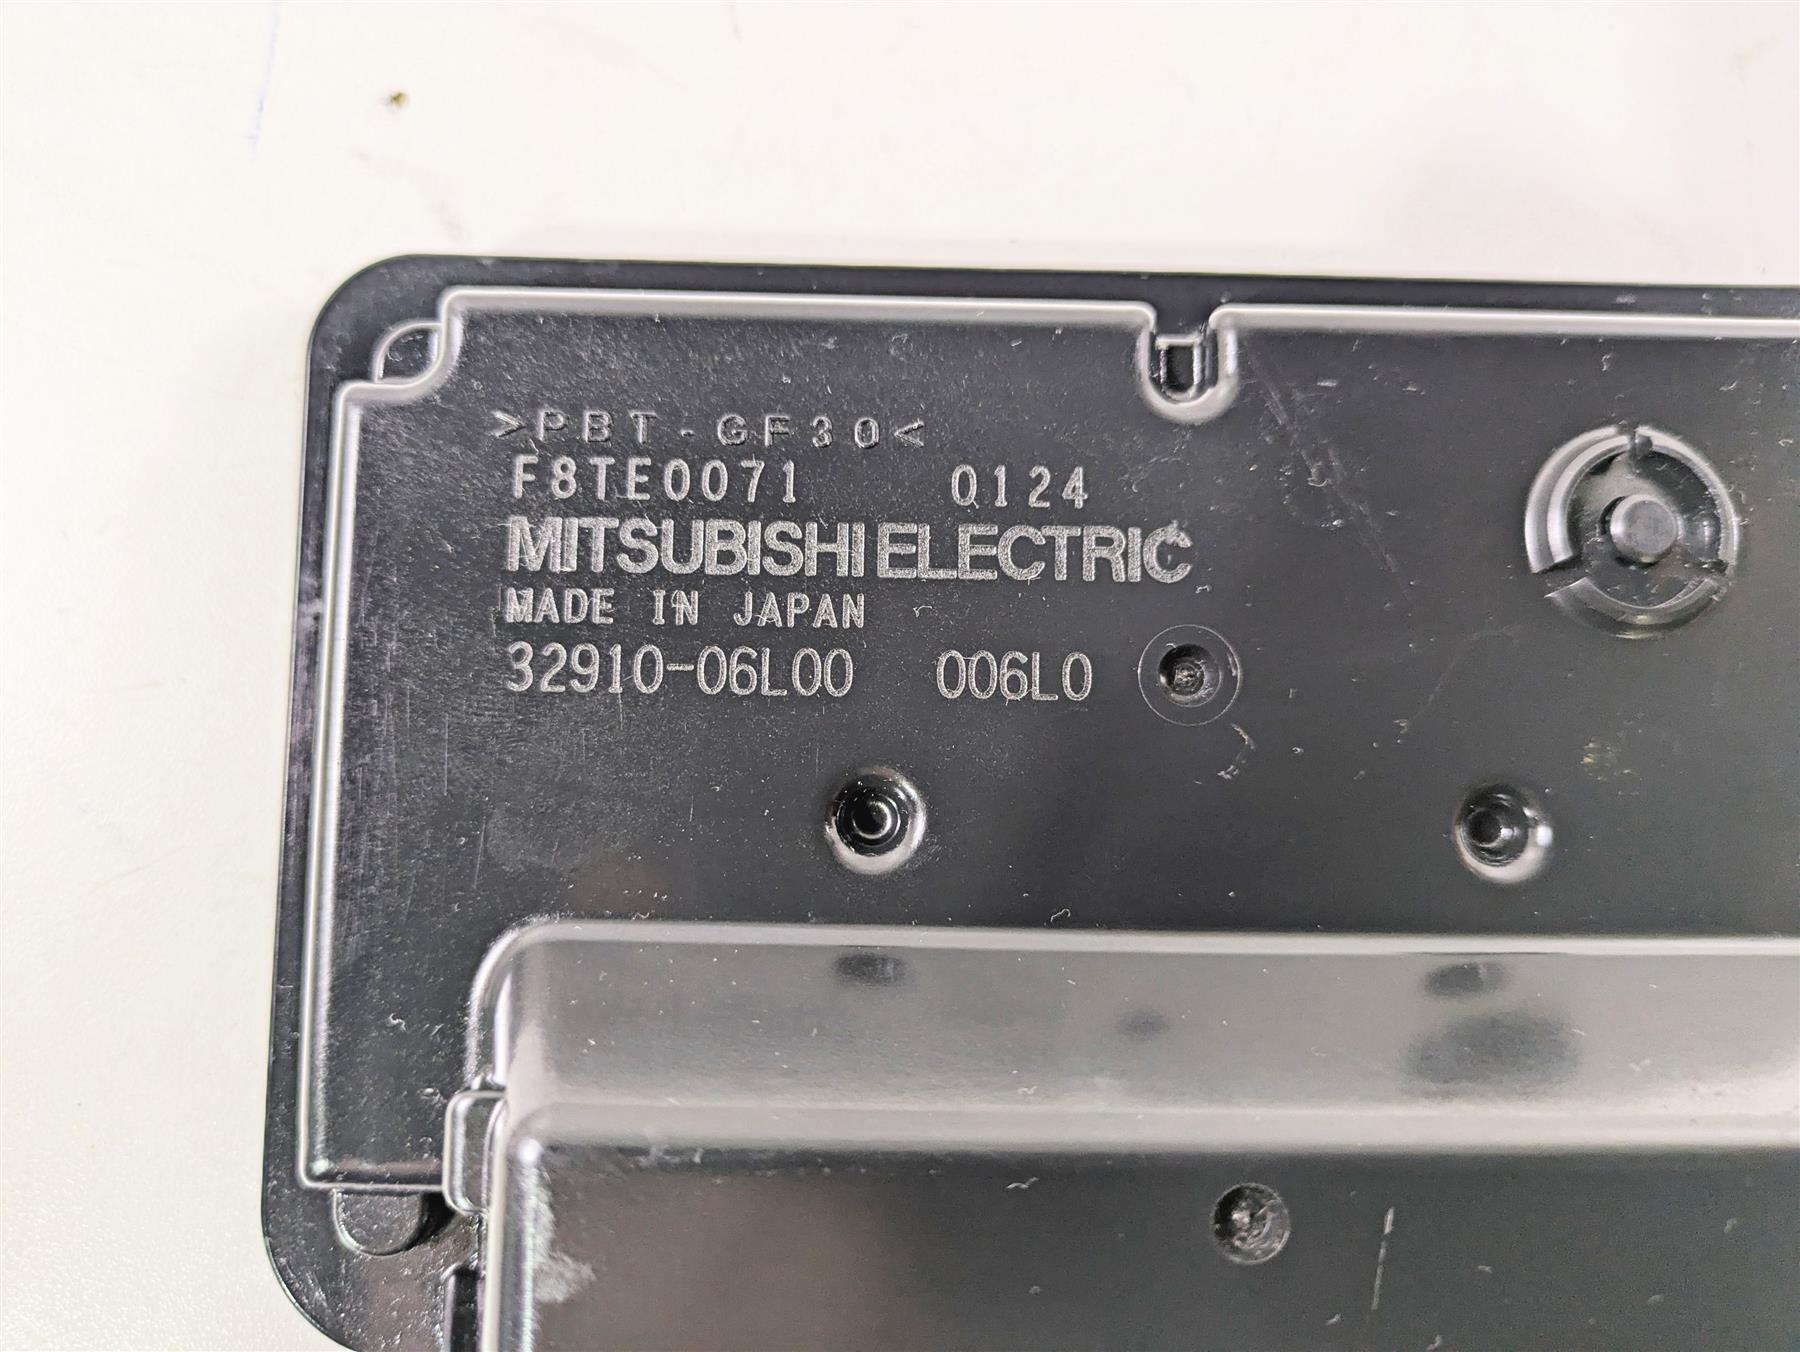 >PBT-GF30<
F8TE0071 0124
MITSUBISHI ELECTRIC
MADE IN JAPAN
32910-06L00 006L0